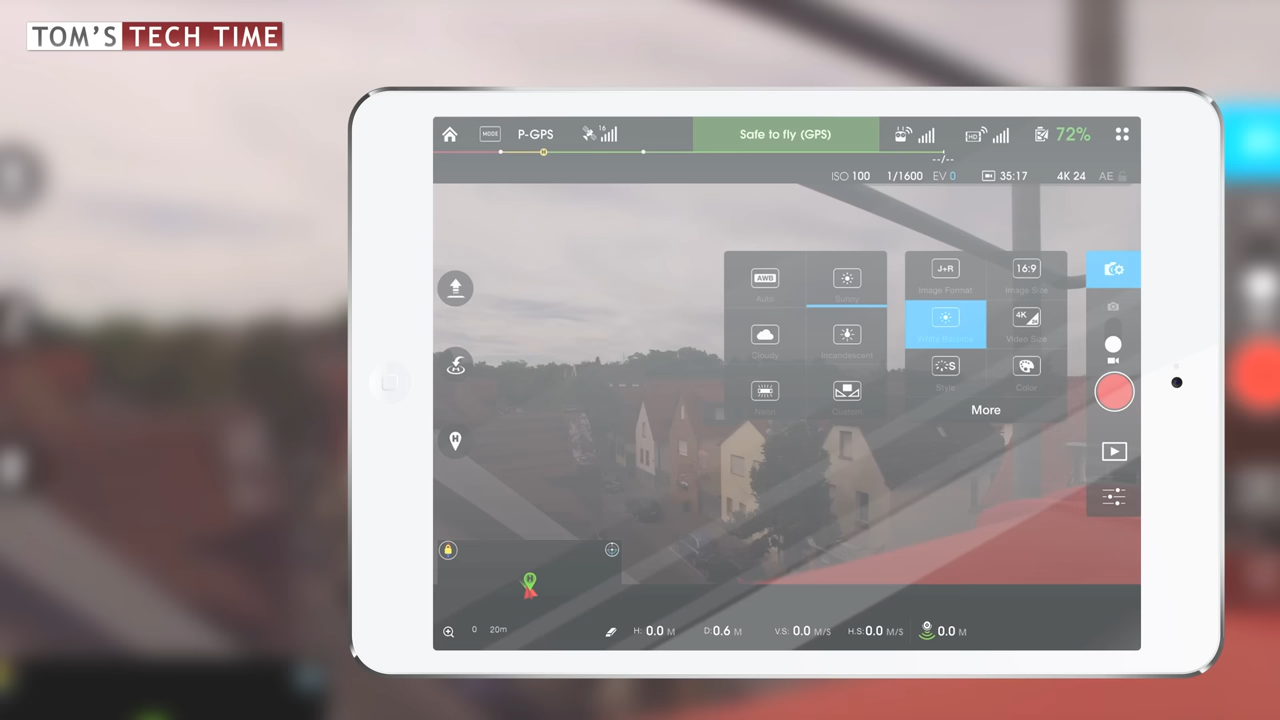 TOM'S TECH TIME
MODE P-GPS 16 Safe to fly (GPS) HD 72%
H
--/--
ISO 100 1/1600 EV 0 35:17 4K 24 AE
AWB J+R 16:9
Auto Sunny Image Format Image Size
4K
Cloudy Incandescent White Balance Video Size
S
Neon Custom Style Color
More
H
H
0 20m H: 0.0 M D: 0.6 M V.S: 0.0 M/S H.S: 0.0 M/S 0.0 M